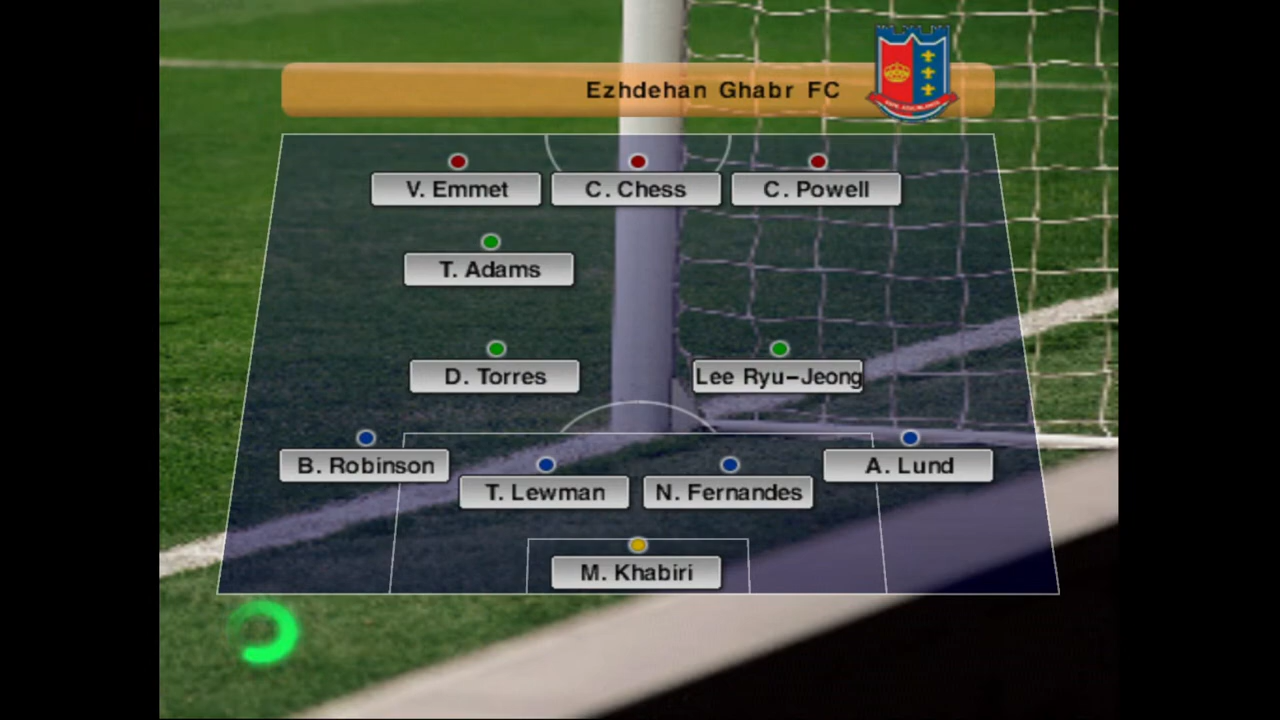 Ezhdehan Ghabr FC
V. Emmet
C. Chess
C. Powell
T. Adams
D. Torres
Lee Ryu-Jeong
B. Robinson
A. Lund
T. Lewman
N. Fernandes
M. Khabiri